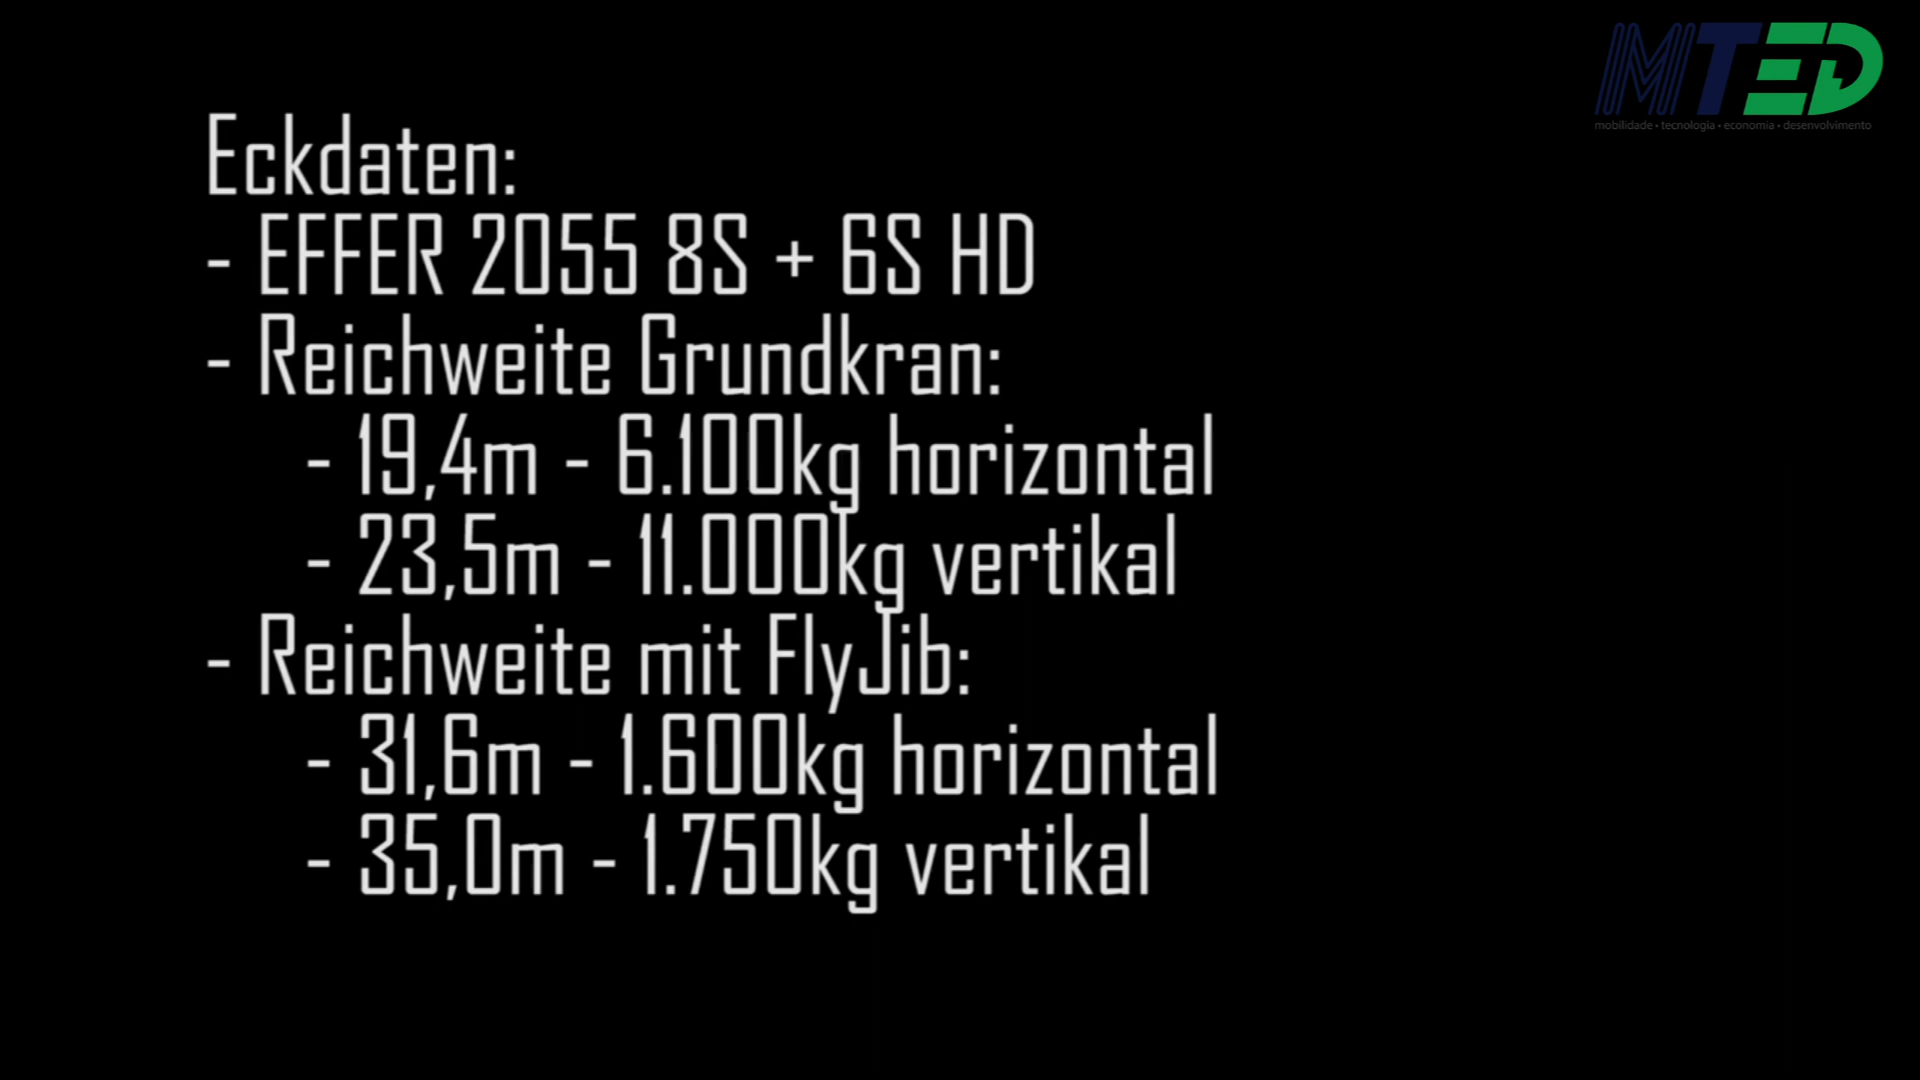 MTED
mobilidade • tecnologia • economia • desenvolvimento
Eckdaten:
- EFFER 2055 8S + 6S HD
- Reichweite Grundkran:
- 19,4m - 6.100kg horizontal
- 23,5m - 11.000kg vertikal
- Reichweite mit FlyJib:
- 31,6m - 1.600kg horizontal
- 35,0m - 1.750kg vertikal